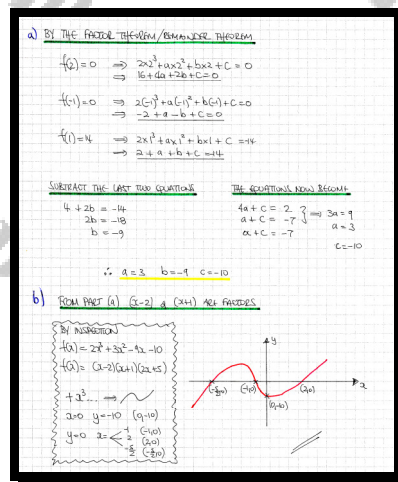 a) BY THE FACTOR THEOREM/REMAINDER THEOREM
f(2)=0 ⇒ 2x2³+ax2²+bx2+C=0
⇒ 16+4a+2b+C=0
f(-1)=0 ⇒ 2(-1)³+a(-1)²+b(-1)+C=0
⇒ -2+a-b+C=0
f(1)=14 ⇒ 2x1³+ax1²+bx1+C=-14
⇒ 2+a+b+C=-14
SUBTRACT THE LAST TWO EQUATIONS
4+2b=-14
2b=-18
b=-9
THE EQUATIONS NOW BECOME
4a+C=2
a+C=-7
} ⇒ 3a=9
a=3
a+C=-7
C=-10
∴ a=3 b=-9 C=-10
b) FROM PART (a) (x-2) & (x+1) ARE FACTORS
BY INSPECTION
f(x)=2x³+3x²-9x-10
f(x)=(x-2)(x+1)(2x+5)
+x³... ⇒
x=0 y=-10 (0,-10)
y=0 x=
-1 (-1,0)
2 (2,0)
-5/2 (-5/2,0)
y
x
(-5/2,0) (-1,0) (2,0)
(0,-10)